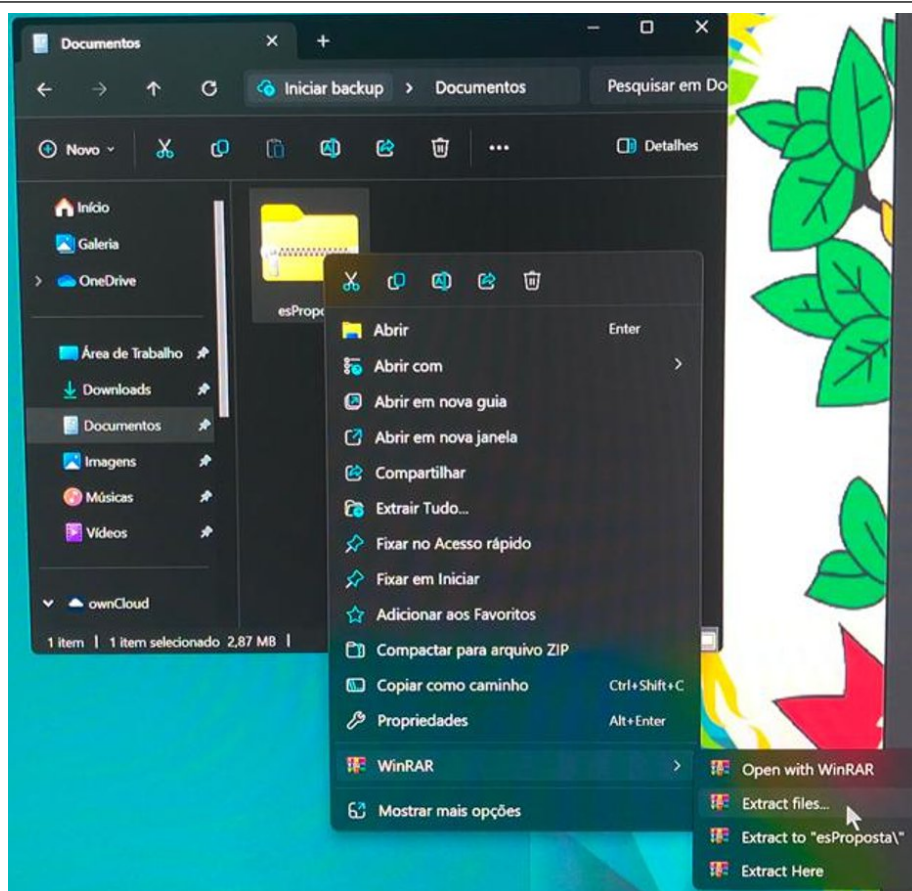 Documentos
Iniciar backup > Documentos
Pesquisar em Do
Novo
Detalhes
Início
Galeria
OneDrive
Área de Trabalho
Downloads
Documentos
Imagens
Músicas
Vídeos
ownCloud
1 item | 1 item selecionado 2,87 MB |
esPropo
Abrir Enter
Abrir com
Abrir em nova guia
Abrir em nova janela
Compartilhar
Extrair Tudo...
Fixar no Acesso rápido
Fixar em Iniciar
Adicionar aos Favoritos
Compactar para arquivo ZIP
Copiar como caminho Ctrl+Shift+C
Propriedades Alt+Enter
WinRAR
Mostrar mais opções
Open with WinRAR
Extract files...
Extract to "esProposta\"
Extract Here